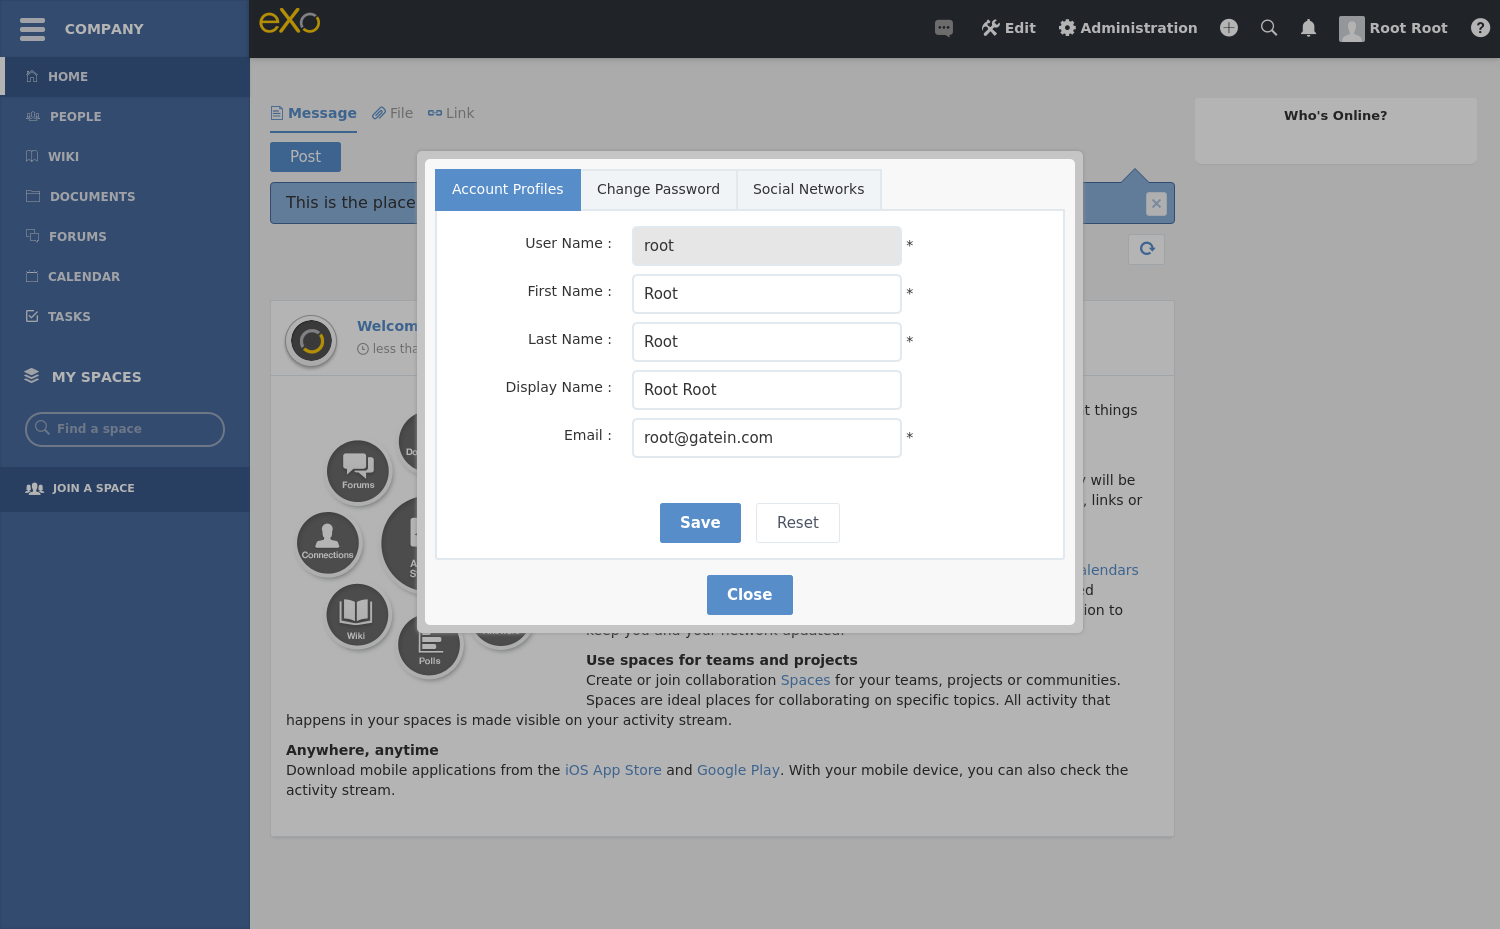 COMPANY
eXo
Edit
Administration
Root Root
HOME
PEOPLE
WIKI
DOCUMENTS
FORUMS
CALENDAR
TASKS
MY SPACES
Find a space
JOIN A SPACE
Message
File
Link
Post
This is the place
Who's Online?
Account Profiles
Change Password
Social Networks
User Name :
root
*
First Name :
Root
*
Last Name :
Root
*
Display Name :
Root Root
Email :
root@gatein.com
*
Save
Reset
Close
Welcom
less tha
Forums
Connections
Wiki
Polls
t things
will be
, links or
alendars
ed
ion to
keep you and your network updated.
Use spaces for teams and projects
Create or join collaboration Spaces for your teams, projects or communities.
Spaces are ideal places for collaborating on specific topics. All activity that
happens in your spaces is made visible on your activity stream.
Anywhere, anytime
Download mobile applications from the iOS App Store and Google Play. With your mobile device, you can also check the
activity stream.